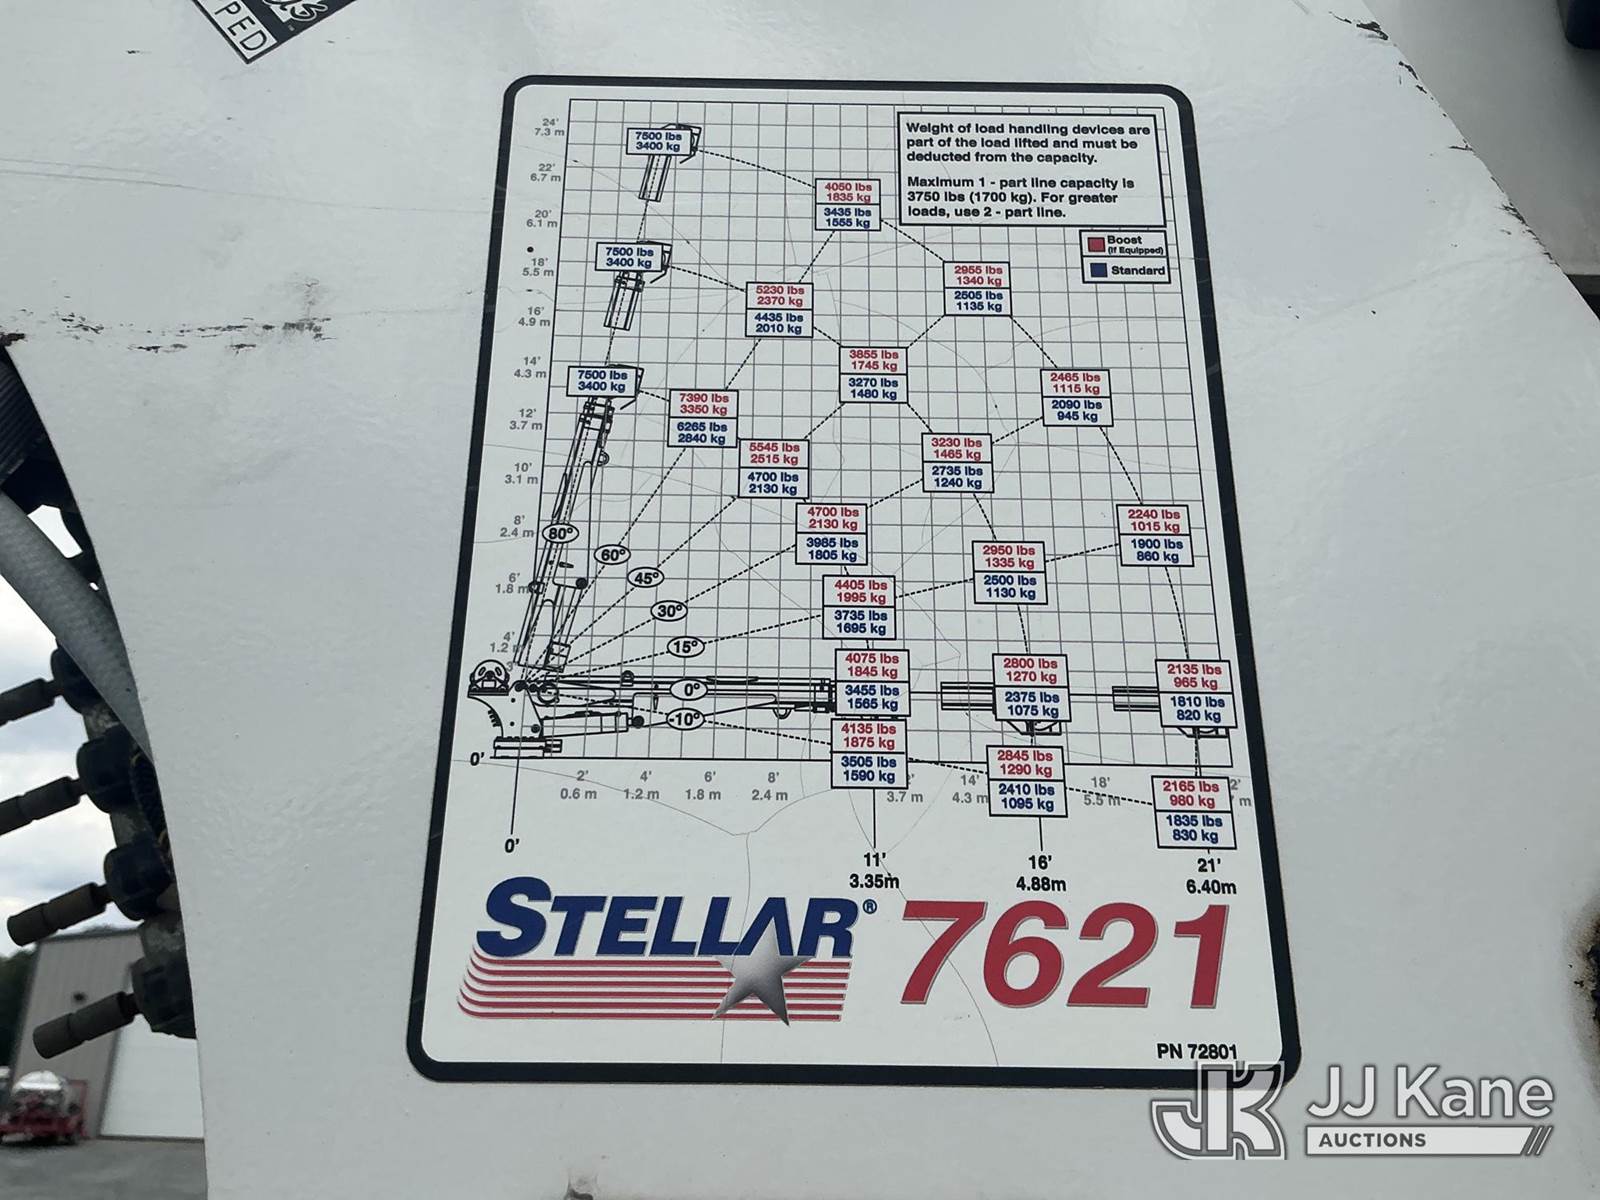 PED
24'
7.3 m
22'
6.7 m
20'
6.1 m
18'
5.5 m
16'
4.9 m
14'
4.3 m
12'
3.7 m
10'
3.1 m
8'
2.4 m
6'
1.8 m
4'
1.2 m
0'
Weight of load handling devices are
part of the load lifted and must be
deducted from the capacity.
Maximum 1 - part line capacity is
3750 lbs (1700 kg). For greater
loads, use 2 - part line.
Boost
(If Equipped)
Standard
7500 lbs
3400 kg
4050 lbs
1835 kg
3435 lbs
1555 kg
7500 lbs
3400 kg
5230 lbs
2370 kg
4435 lbs
2010 kg
2955 lbs
1340 kg
2505 lbs
1135 kg
7500 lbs
3400 kg
7390 lbs
3350 kg
6265 lbs
2840 kg
3855 lbs
1745 kg
3270 lbs
1480 kg
2465 lbs
1115 kg
2090 lbs
945 kg
5545 lbs
2515 kg
4700 lbs
2130 kg
3230 lbs
1465 kg
2735 lbs
1240 kg
4700 lbs
2130 kg
3985 lbs
1805 kg
2240 lbs
1015 kg
1900 lbs
860 kg
2950 lbs
1335 kg
2500 lbs
1130 kg
4405 lbs
1995 kg
3735 lbs
1695 kg
4075 lbs
1845 kg
3455 lbs
1565 kg
2800 lbs
1270 kg
2375 lbs
1075 kg
2135 lbs
965 kg
1810 lbs
820 kg
4135 lbs
1875 kg
3505 lbs
1590 kg
2845 lbs
1290 kg
2410 lbs
1095 kg
2165 lbs
980 kg
1835 lbs
830 kg
80°
60°
45°
30°
15°
0°
-10°
2' 4' 6' 8' 2' 14' 18' 2'
0.6 m 1.2 m 1.8 m 2.4 m 3.7 m 4.3 m 5.5 m m
0' 11' 16' 21'
3.35m 4.88m 6.40m
STELLAR® 7621
PN 72801
JK JJ Kane
AUCTIONS